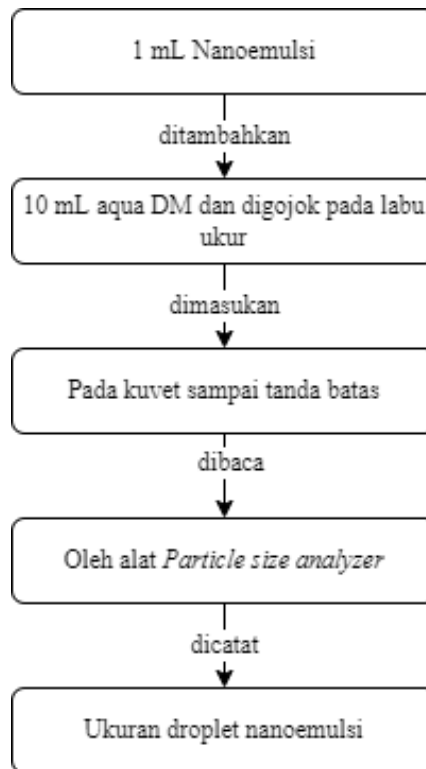 1 mL Nanoemulsi
ditambahkan
10 mL aqua DM dan digojok pada labu
ukur
dimasukan
Pada kuvet sampai tanda batas
dibaca
Oleh alat Particle size analyzer
dicatat
Ukuran droplet nanoemulsi